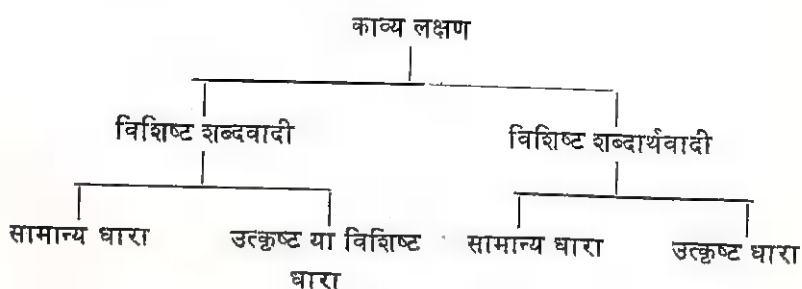 काव्य लक्षण
विशिष्ट शब्दवादी
विशिष्ट शब्दार्थवादी
सामान्य धारा
उत्कृष्ट या विशिष्ट
धारा
सामान्य धारा
उत्कृष्ट धारा